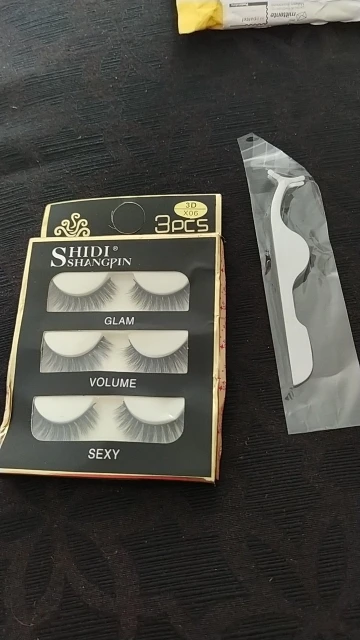 3D
X06
3PCS
SHIDI®
SHANGPIN
GLAM
VOLUME
SEXY